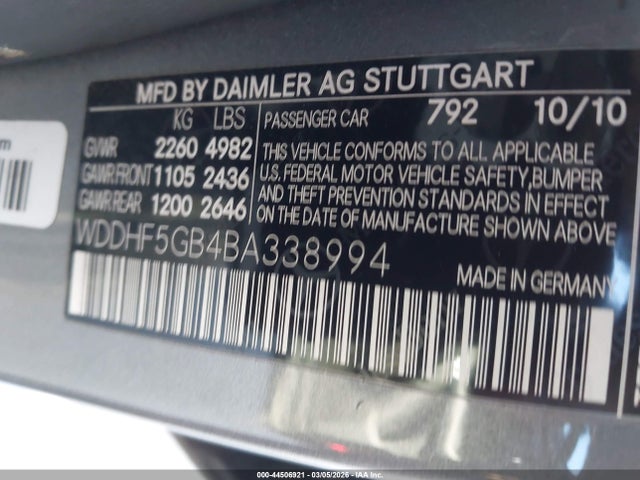 MFD BY DAIMLER AG STUTTGART
KG LBS
GVWR 2260 4982
GAWR FRONT 1105 2436
GAWR REAR 1200 2646
PASSENGER CAR 792 10/10
THIS VEHICLE CONFORMS TO ALL APPLICABLE
U.S. FEDERAL MOTOR VEHICLE SAFETY, BUMPER
AND THEFT PREVENTION STANDARDS IN EFFECT
ON THE DATE OF MANUFACTURE SHOWN ABOVE
WDDHF5GB4BA338994
MADE IN GERMANY
000-44506921 - 03/05/2026 - IAAI.COM